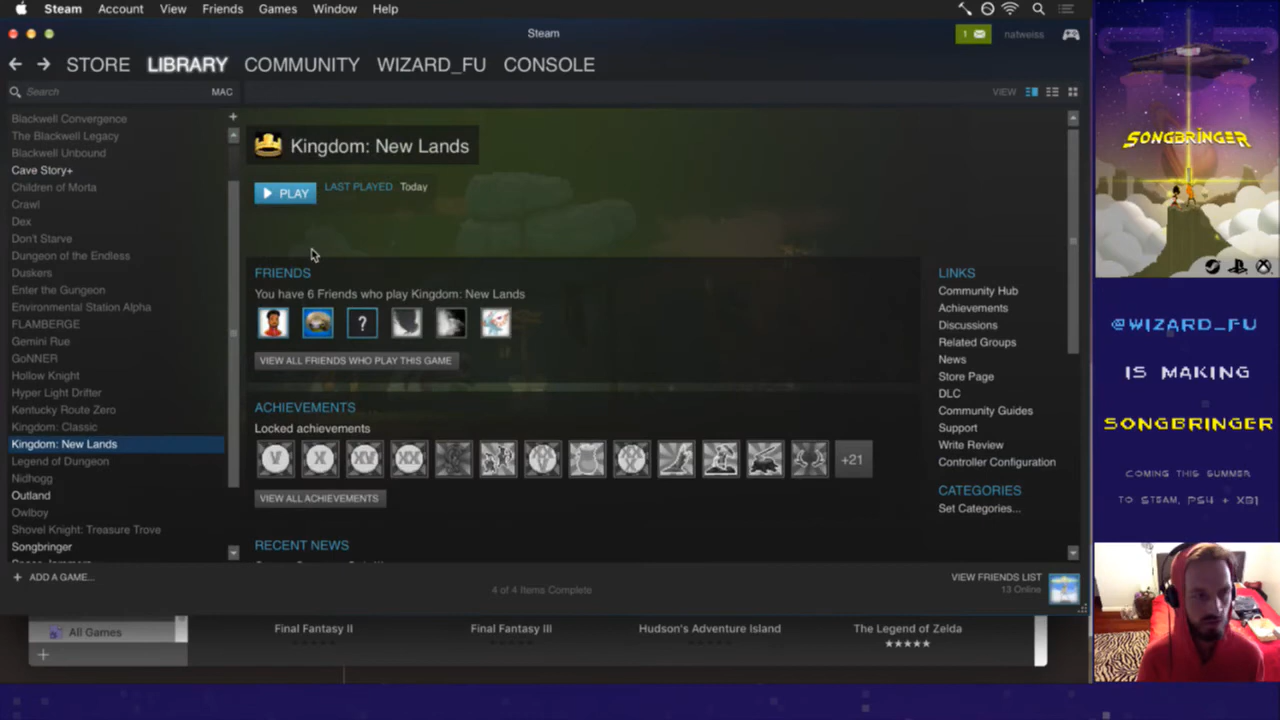 Steam Account View Friends Games Window Help
Steam
1
natweiss
STORE LIBRARY COMMUNITY WIZARD_FU CONSOLE
Search
MAC
VIEW
Blackwell Convergence
The Blackwell Legacy
Blackwell Unbound
Cave Story+
Children of Morta
Crawl
Dex
Don't Starve
Dungeon of the Endless
Duskers
Enter the Gungeon
Environmental Station Alpha
FLAMBERGE
Gemini Rue
GoNNER
Hollow Knight
Hyper Light Drifter
Kentucky Route Zero
Kingdom: Classic
Kingdom: New Lands
Legend of Dungeon
Nidhogg
Outland
Owlboy
Shovel Knight: Treasure Trove
Songbringer
+ ADD A GAME...
Kingdom: New Lands
PLAY
LAST PLAYED Today
FRIENDS
You have 6 Friends who play Kingdom: New Lands
?
VIEW ALL FRIENDS WHO PLAY THIS GAME
ACHIEVEMENTS
Locked achievements
V X XV XX
+21
VIEW ALL ACHIEVEMENTS
RECENT NEWS
LINKS
Community Hub
Achievements
Discussions
Related Groups
News
Store Page
DLC
Community Guides
Support
Write Review
Controller Configuration
CATEGORIES
Set Categories...
4 of 4 Items Complete
VIEW FRIENDS LIST
13 Online
All Games
+
Final Fantasy II
Final Fantasy III
Hudson's Adventure Island
The Legend of Zelda
★★★★★
SONGBRINGER
@WIZARD_FU
IS MAKING
SONGBRINGER
COMING THIS SUMMER
TO STEAM, PS4 + XB1